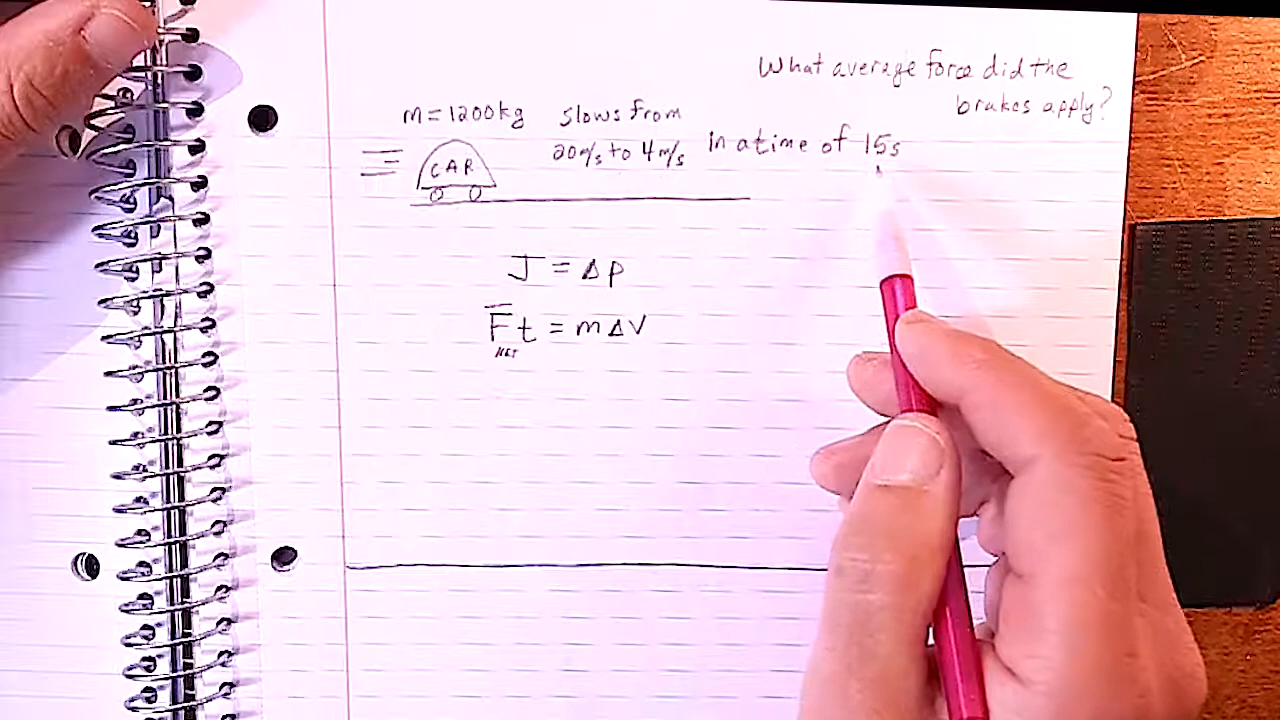 What average force did the
brakes apply?
m = 1200kg slows from
20m/s to 4m/s In a time of 15s
CAR
J = Δp
F̅t = mΔV
NET